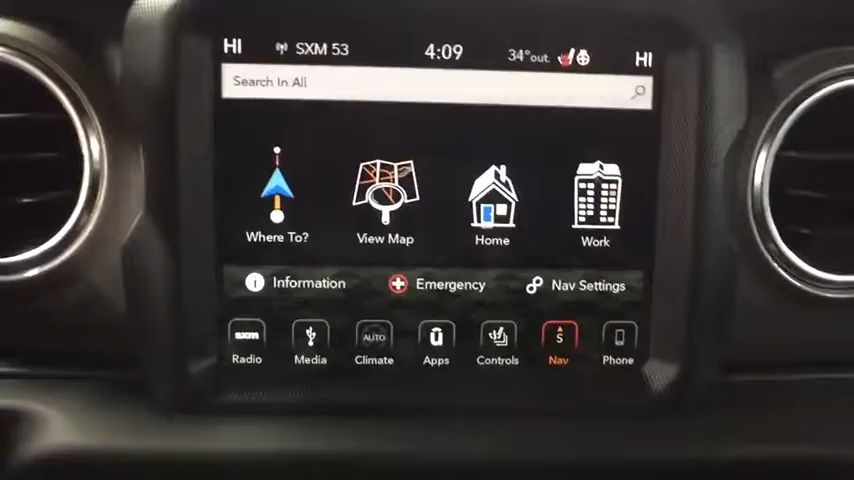 HI SXM 53 4:09 34°out. HI
Search In All
Where To? View Map Home Work
Information Emergency Nav Settings
sxm AUTO ū S
Radio Media Climate Apps Controls Nav Phone